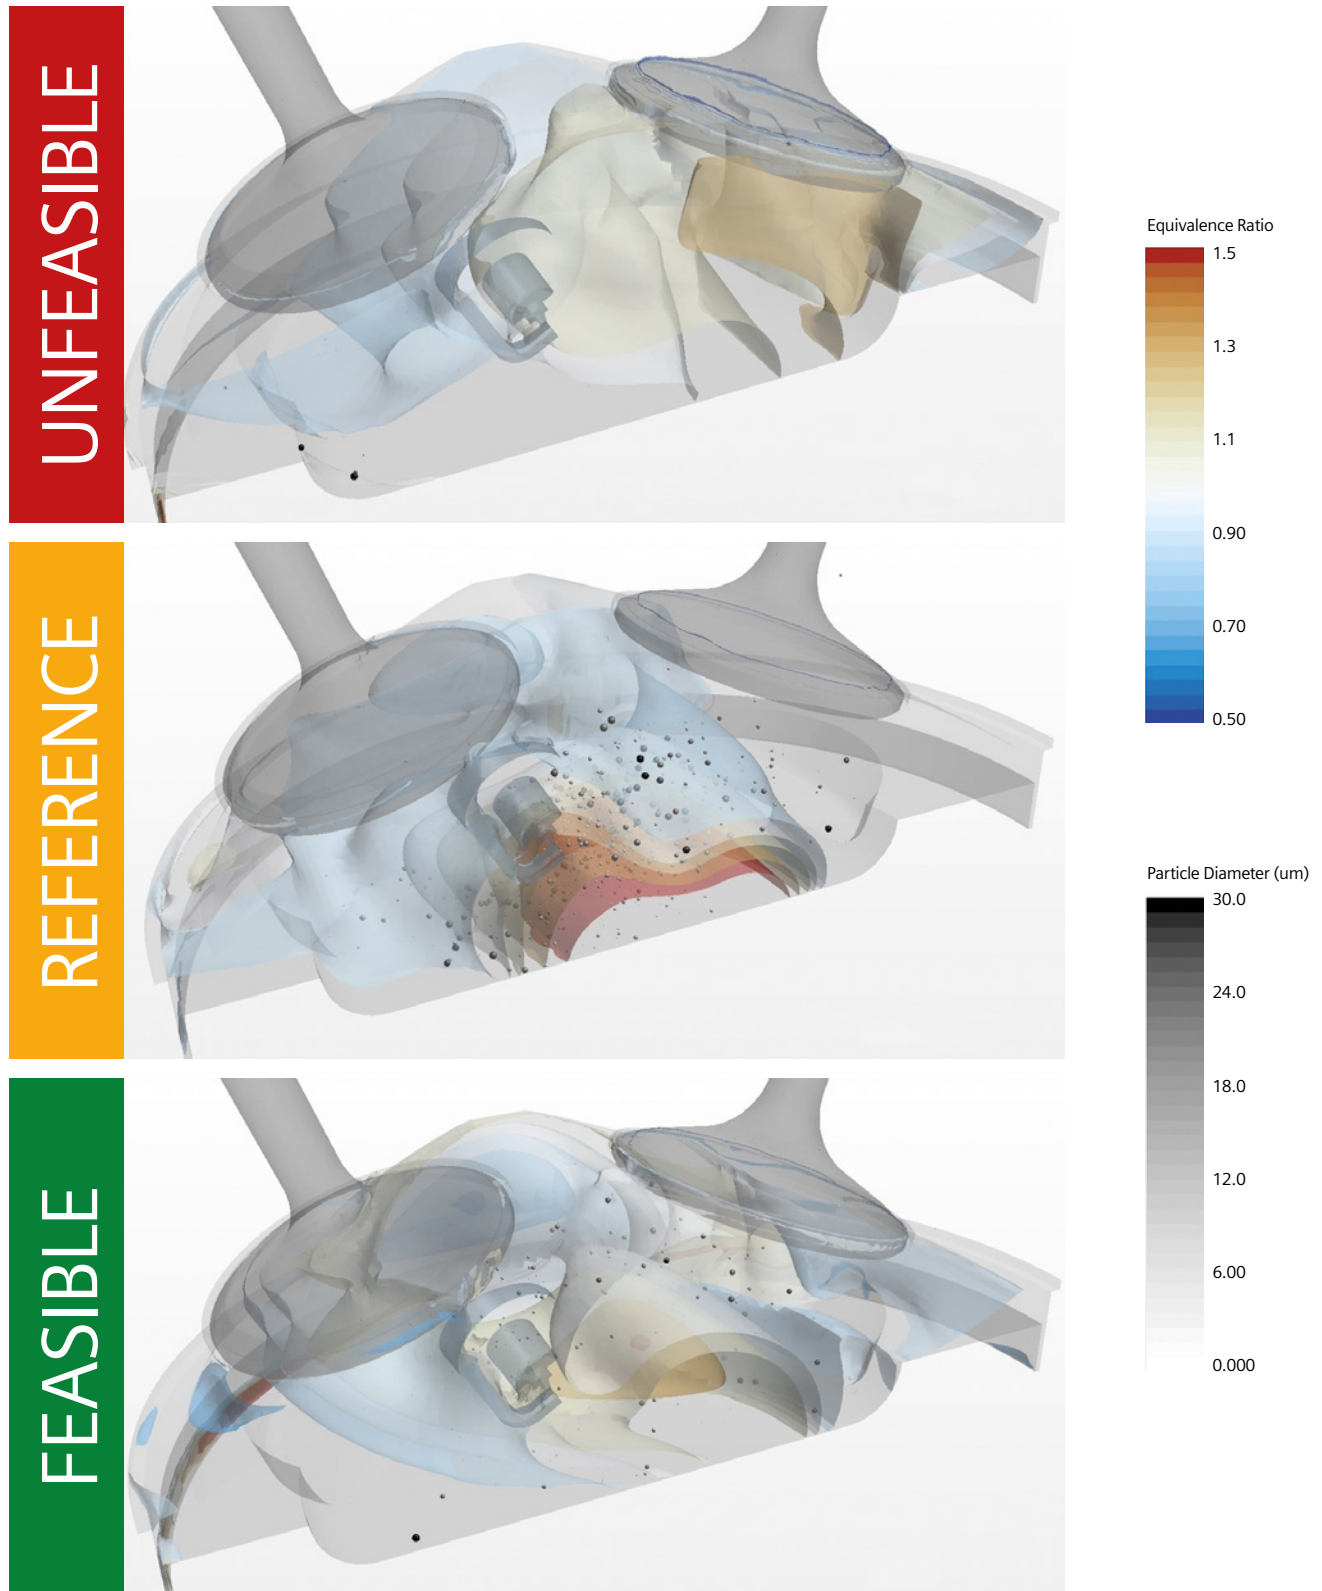 UNFEASIBLE
Equivalence Ratio
1.5
1.3
1.1
0.90
0.70
0.50
REFERENCE
Particle Diameter (um)
30.0
24.0
18.0
12.0
6.00
0.000
FEASIBLE